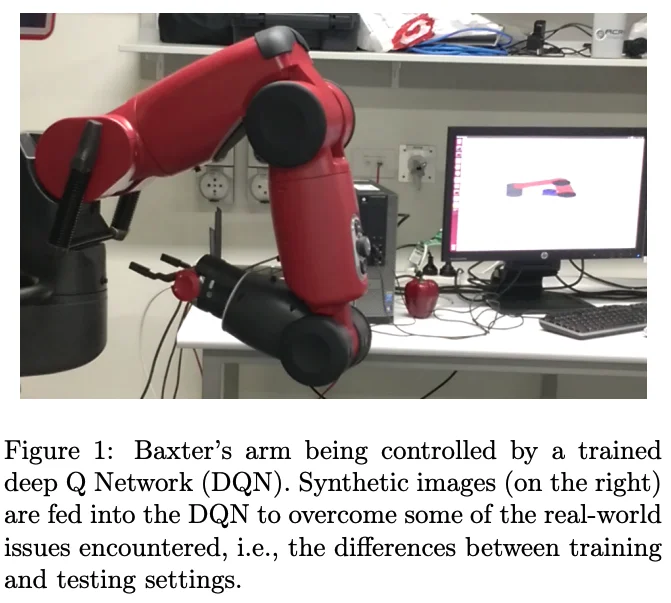 Figure 1: Baxter's arm being controlled by a trained
deep Q Network (DQN). Synthetic images (on the right)
are fed into the DQN to overcome some of the real-world
issues encountered, i.e., the differences between training
and testing settings.